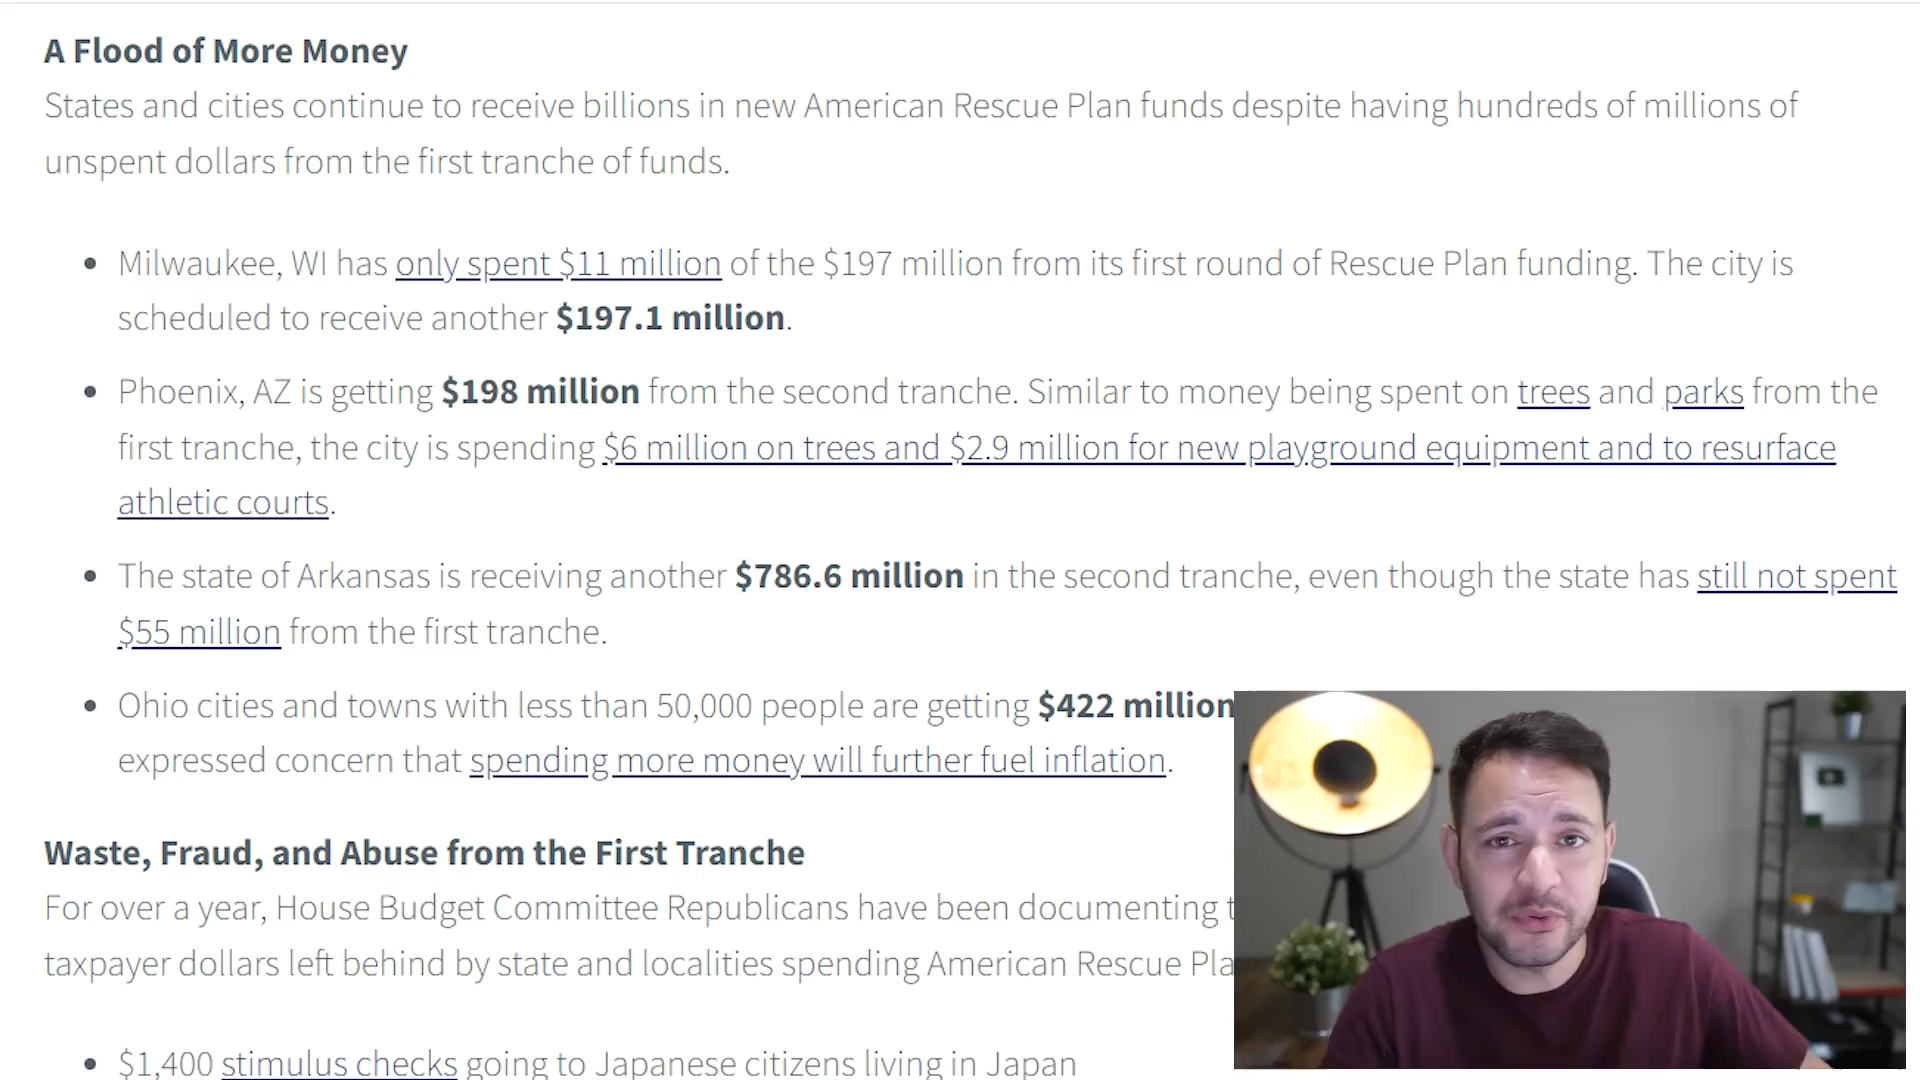 A Flood of More Money
States and cities continue to receive billions in new American Rescue Plan funds despite having hundreds of millions of
unspent dollars from the first tranche of funds.
• Milwaukee, WI has only spent $11 million of the $197 million from its first round of Rescue Plan funding. The city is
scheduled to receive another $197.1 million.
• Phoenix, AZ is getting $198 million from the second tranche. Similar to money being spent on trees and parks from the
first tranche, the city is spending $6 million on trees and $2.9 million for new playground equipment and to resurface
athletic courts.
• The state of Arkansas is receiving another $786.6 million in the second tranche, even though the state has still not spent
$55 million from the first tranche.
• Ohio cities and towns with less than 50,000 people are getting $422 million
expressed concern that spending more money will further fuel inflation.
Waste, Fraud, and Abuse from the First Tranche
For over a year, House Budget Committee Republicans have been documenting
taxpayer dollars left behind by state and localities spending American Rescue Pla
• $1,400 stimulus checks going to Japanese citizens living in Japan